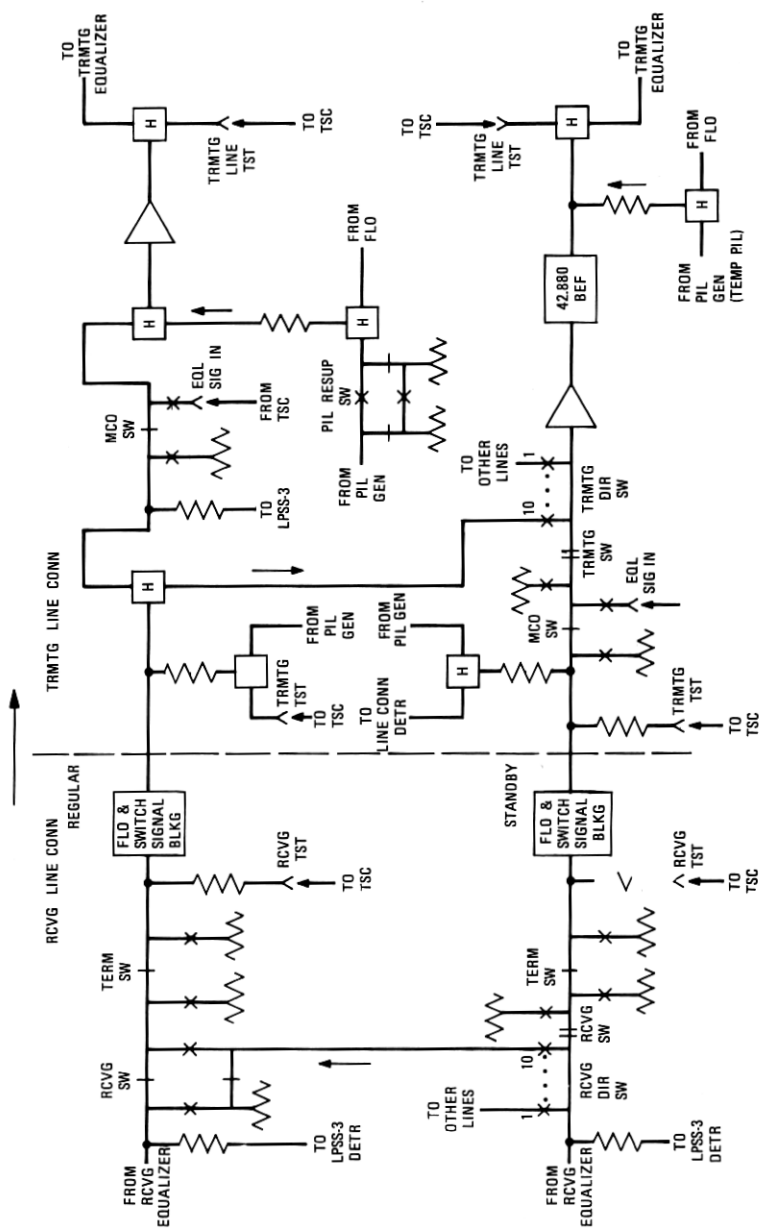 RCVG LINE CONN
TRMTG LINE CONN
REGULAR
FROM
RCVG
EQUALIZER
TO
LPSS-3
DETR
RCVG
SW
TERM
SW
FLO &
SWITCH
SIGNAL
BLKG
RCVG
TST
TO
TSC
TRMTG
TST
TO
TSC
FROM
PIL
GEN
H
TO
LPSS-3
MCO
SW
EQL
SIG IN
FROM
TSC
H
FROM
PIL GEN
PIL RESUP
SW
H
FROM
FLO
H
TO
TRMTG
EQUALIZER
TRMTG
LINE
TST
TO
TSC
STANDBY
FROM
RCVG
EQUALIZER
TO
LPSS-3
DETR
TO
OTHER
LINES
1
10
RCVG
DIR
SW
RCVG
SW
TERM
SW
FLO &
SWITCH
SIGNAL
BLKG
RCVG
TST
TO
TSC
TRMTG
TST
TO
TSC
TO
LINE CONN
DETR
H
FROM
PIL GEN
MCO
SW
EQL
SIG IN
TRMTG
SW
10
1
TRMTG
DIR
SW
TO
OTHER LINES
42.880
BEF
FROM
PIL
GEN
(TEMP PIL)
H
FROM
FLO
H
TRMTG
LINE
TST
TO
TSC
TO
TRMTG
EQUALIZER